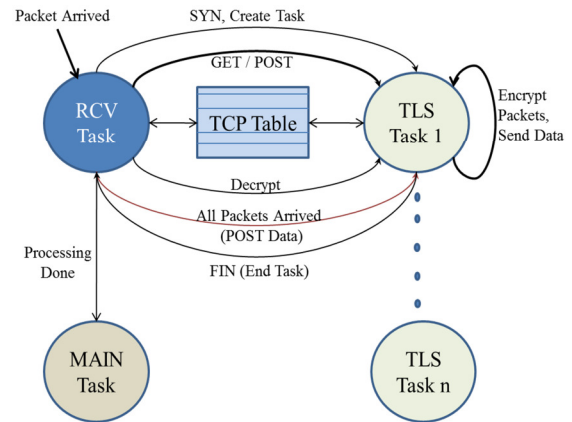 Packet Arrived
SYN, Create Task
GET / POST
RCV
Task
TCP Table
TLS
Task 1
Encrypt
Packets,
Send Data
Decrypt
All Packets Arrived
(POST Data)
Processing
Done
FIN (End Task)
MAIN
Task
TLS
Task n